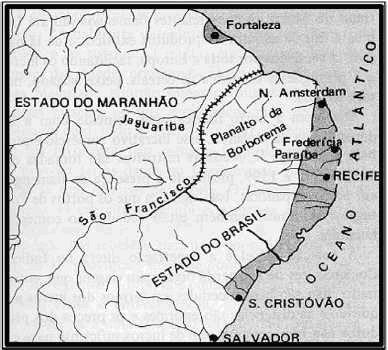 Fortaleza
ESTADO DO MARANHÃO
N. Amsterdam
Jaguaribe
Planalto da
Borborema
Frederícia
Paraíba
RECIFE
São Francisco
ESTADO DO BRASIL
OCEANO ATLÂNTICO
S. CRISTÓVÃO
SALVADOR